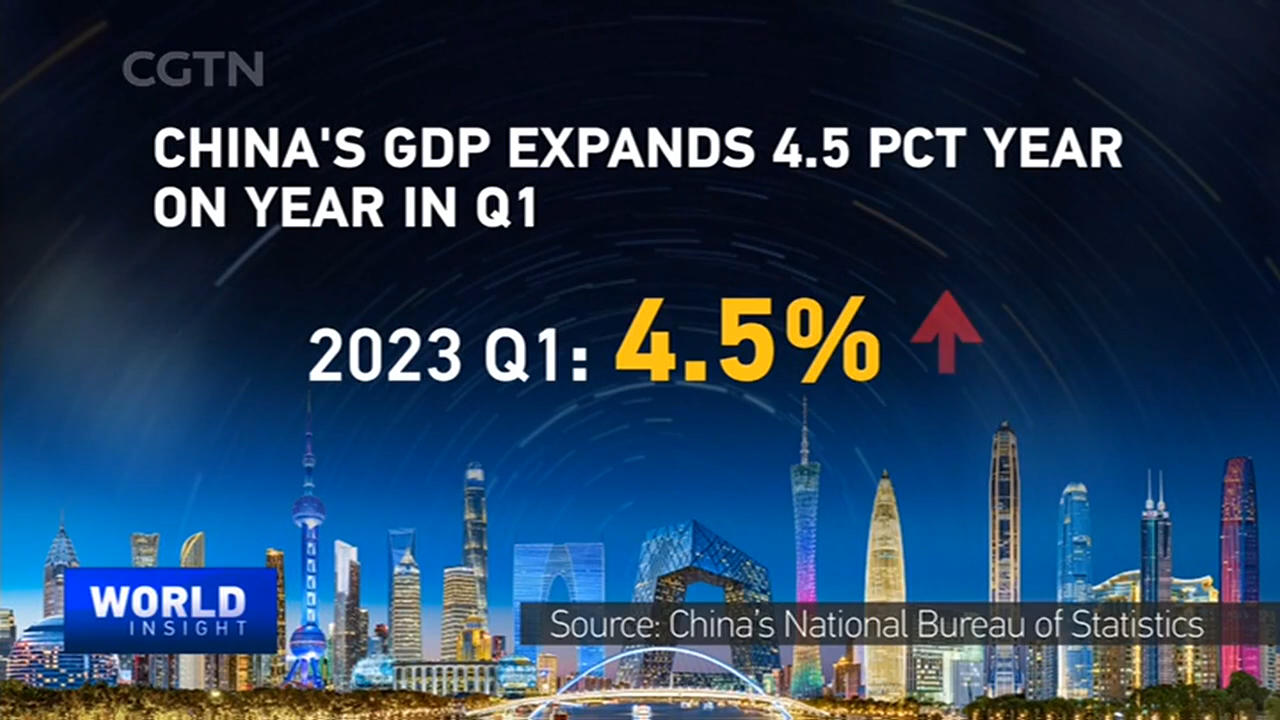 CGTN
CHINA'S GDP EXPANDS 4.5 PCT YEAR
ON YEAR IN Q1
2023 Q1: 4.5%
WORLD
INSIGHT
Source: China's National Bureau of Statistics